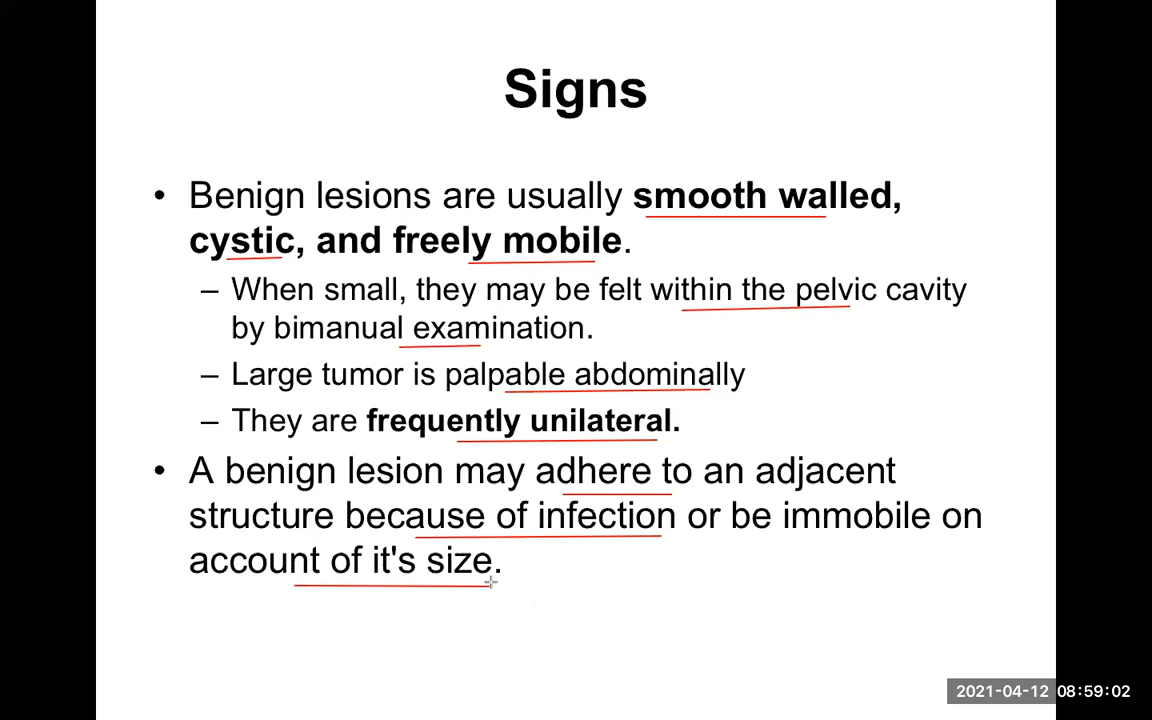 Signs
• Benign lesions are usually smooth walled,
cystic, and freely mobile.
– When small, they may be felt within the pelvic cavity
by bimanual examination.
– Large tumor is palpable abdominally
– They are frequently unilateral.
• A benign lesion may adhere to an adjacent
structure because of infection or be immobile on
account of it's size.
2021-04-12 08:59:02